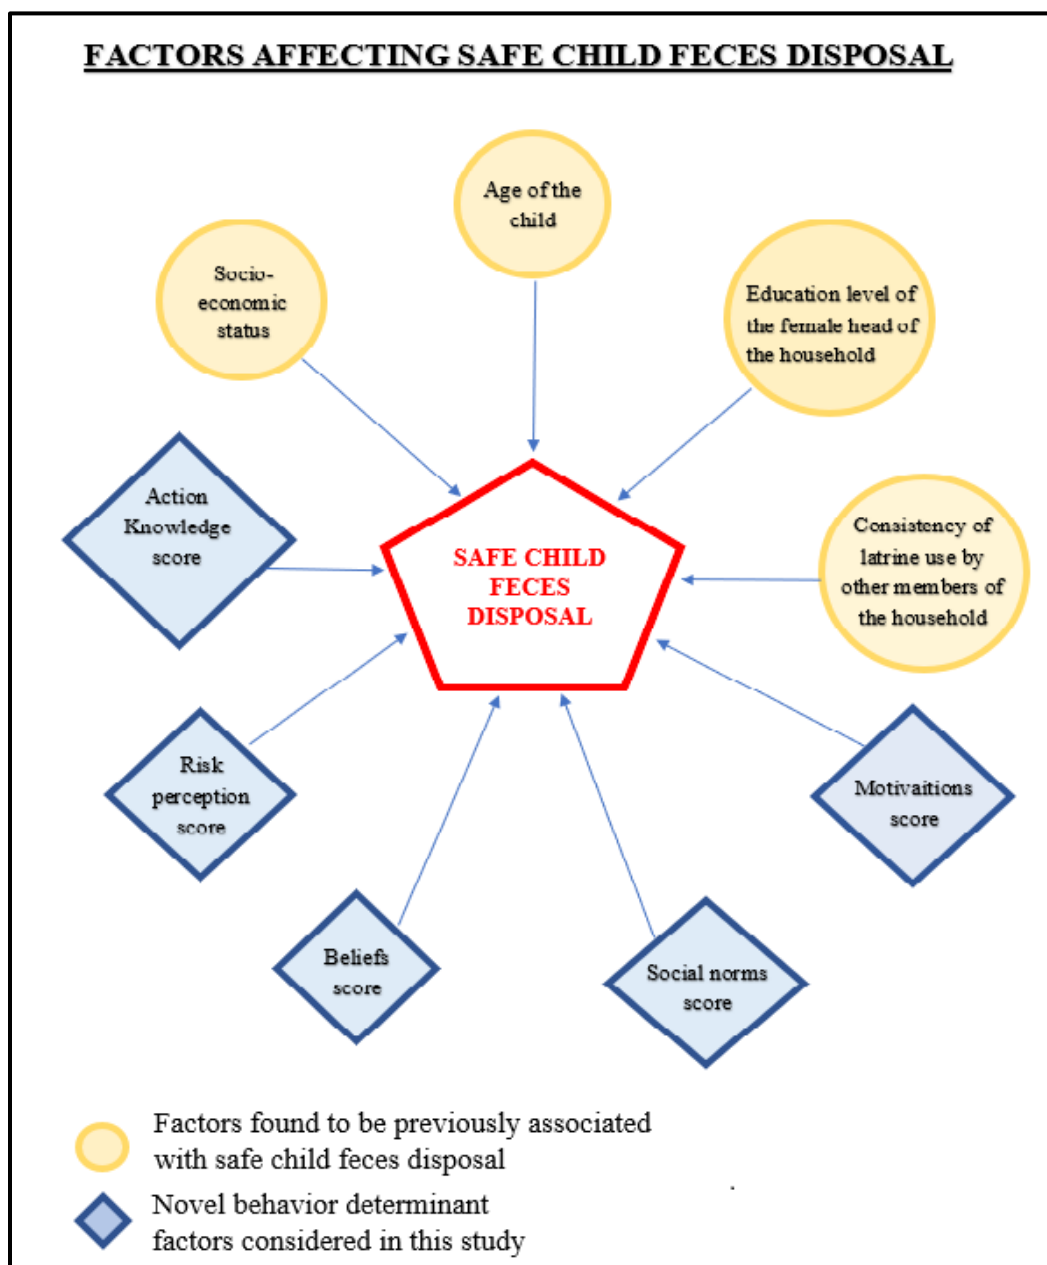 FACTORS AFFECTING SAFE CHILD FECES DISPOSAL
Age of the
child
Socio-
economic
status
Education level of
the female head of
the household
Action
Knowledge
score
SAFE CHILD
FECES
DISPOSAL
Consistency of
latrine use by
other members of
the household
Risk
perception
score
Motivaitions
score
Beliefs
score
Social norms
score
Factors found to be previously associated
with safe child feces disposal
Novel behavior determinant
factors considered in this study